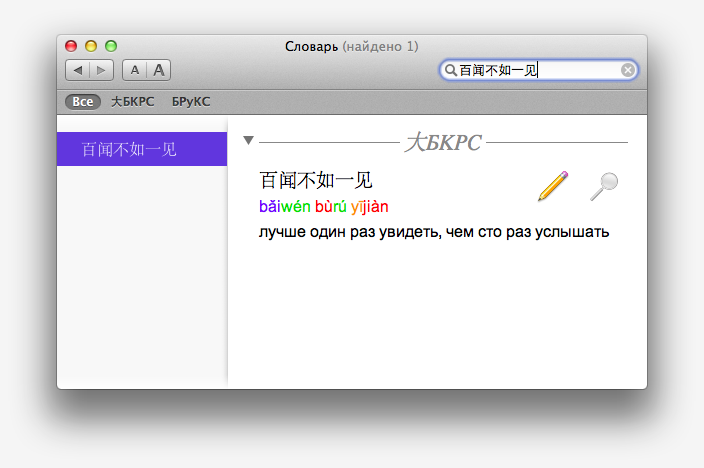 Словарь (найдено 1)
A A
百闻不如一见
Все 大БКРС БРуКС
百闻不如一见
大БКРС
百闻不如一见
bǎiwén bùrú yījiàn
лучше один раз увидеть, чем сто раз услышать